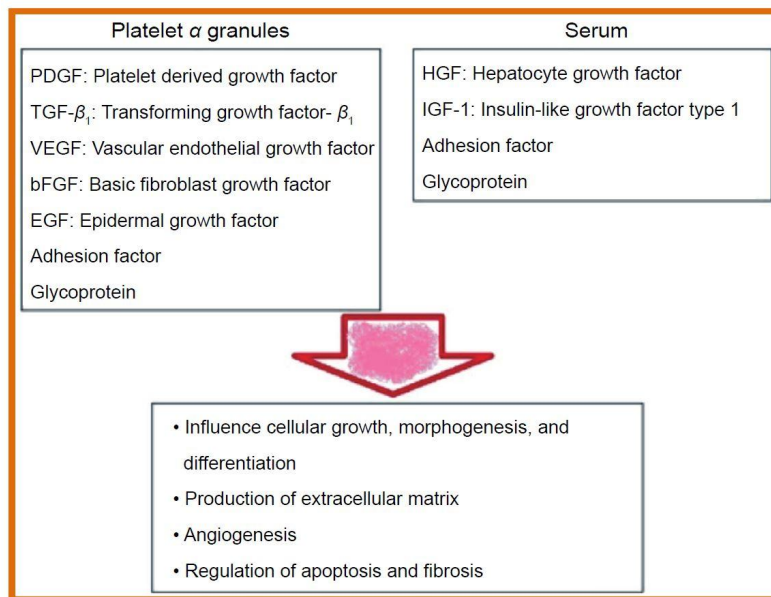 Platelet α granules
PDGF: Platelet derived growth factor
TGF-β₁: Transforming growth factor- β₁
VEGF: Vascular endothelial growth factor
bFGF: Basic fibroblast growth factor
EGF: Epidermal growth factor
Adhesion factor
Glycoprotein
Serum
HGF: Hepatocyte growth factor
IGF-1: Insulin-like growth factor type 1
Adhesion factor
Glycoprotein
• Influence cellular growth, morphogenesis, and
differentiation
• Production of extracellular matrix
• Angiogenesis
• Regulation of apoptosis and fibrosis